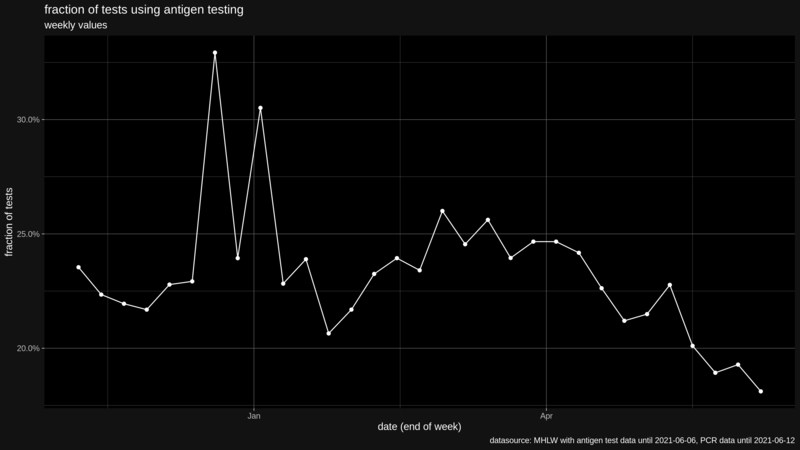 fraction of tests using antigen testing
weekly values
fraction of tests
30.0%
25.0%
20.0%
Jan
Apr
date (end of week)
datasource: MHLW with antigen test data until 2021-06-06, PCR data until 2021-06-12